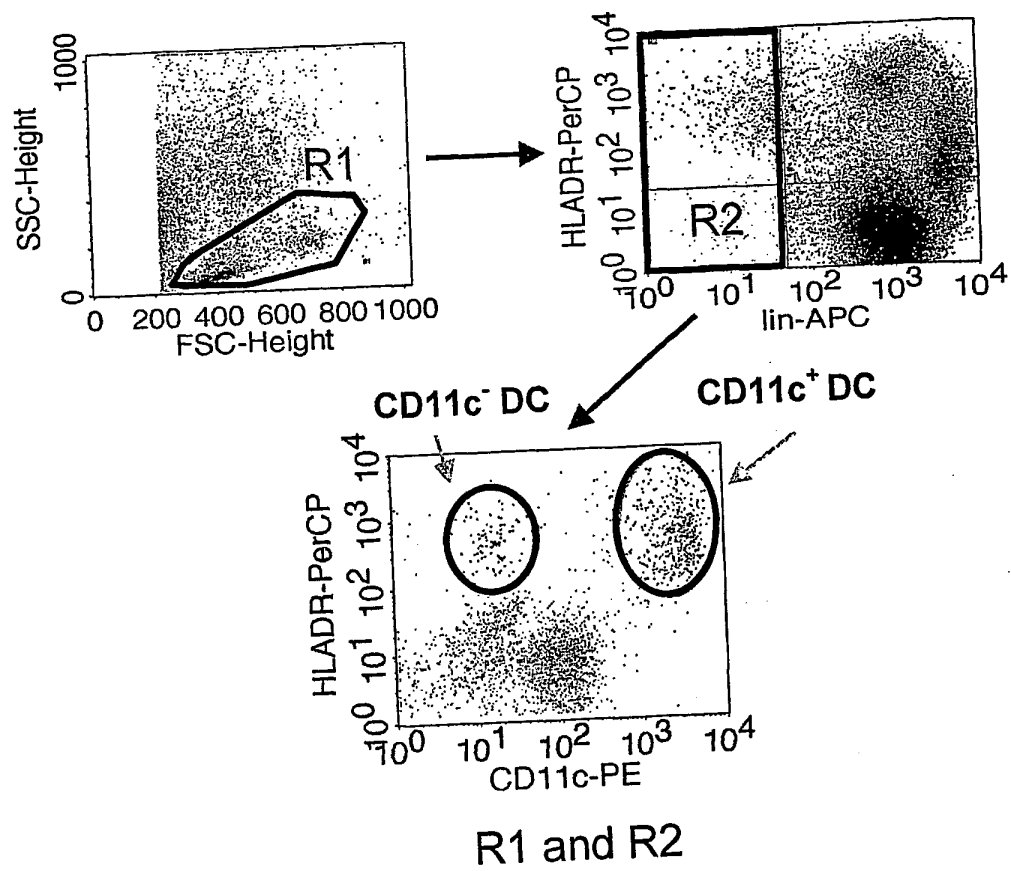 1000
SSC-Height
0
R1
0 200 400 600 800 1000
FSC-Height
10⁴
10³
10²
10¹
10⁰
HLADR-PerCP
R2
10⁰ 10¹ 10² 10³ 10⁴
lin-APC
CD11c⁻ DC
CD11c⁺ DC
10⁴
10³
10²
10¹
10⁰
HLADR-PerCP
10⁰ 10¹ 10² 10³ 10⁴
CD11c-PE
R1 and R2